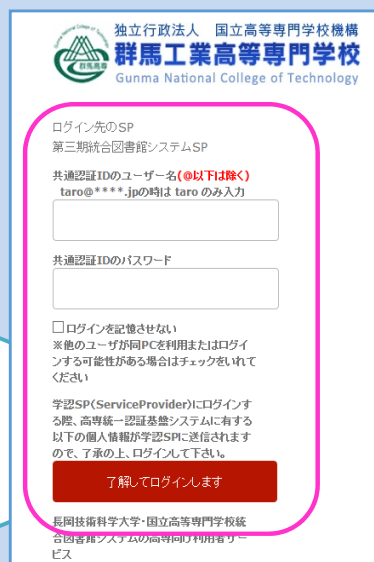 独立行政法人 国立高等専門学校機構
群馬工業高等専門学校
Gunma National College of Technology
群馬高専
ログイン先のSP
第三期統合図書館システムSP
共通認証IDのユーザー名(@以下は除く)
taro@****.jpの時は taro のみ入力
共通認証IDのパスワード
ログインを記憶させない
※他のユーザが同PCを利用またはログイ
ンする可能性がある場合はチェックをいれて
ください
学認SP(ServiceProvider)にログインす
る際、高専統一認証基盤システムに有する
以下の個人情報が学認SPに送信されます
ので、了承の上、ログインして下さい。
了解してログインします
長岡技術科学大学・国立高等専門学校統
合図書館システムの高専向け利用者サー
ビス